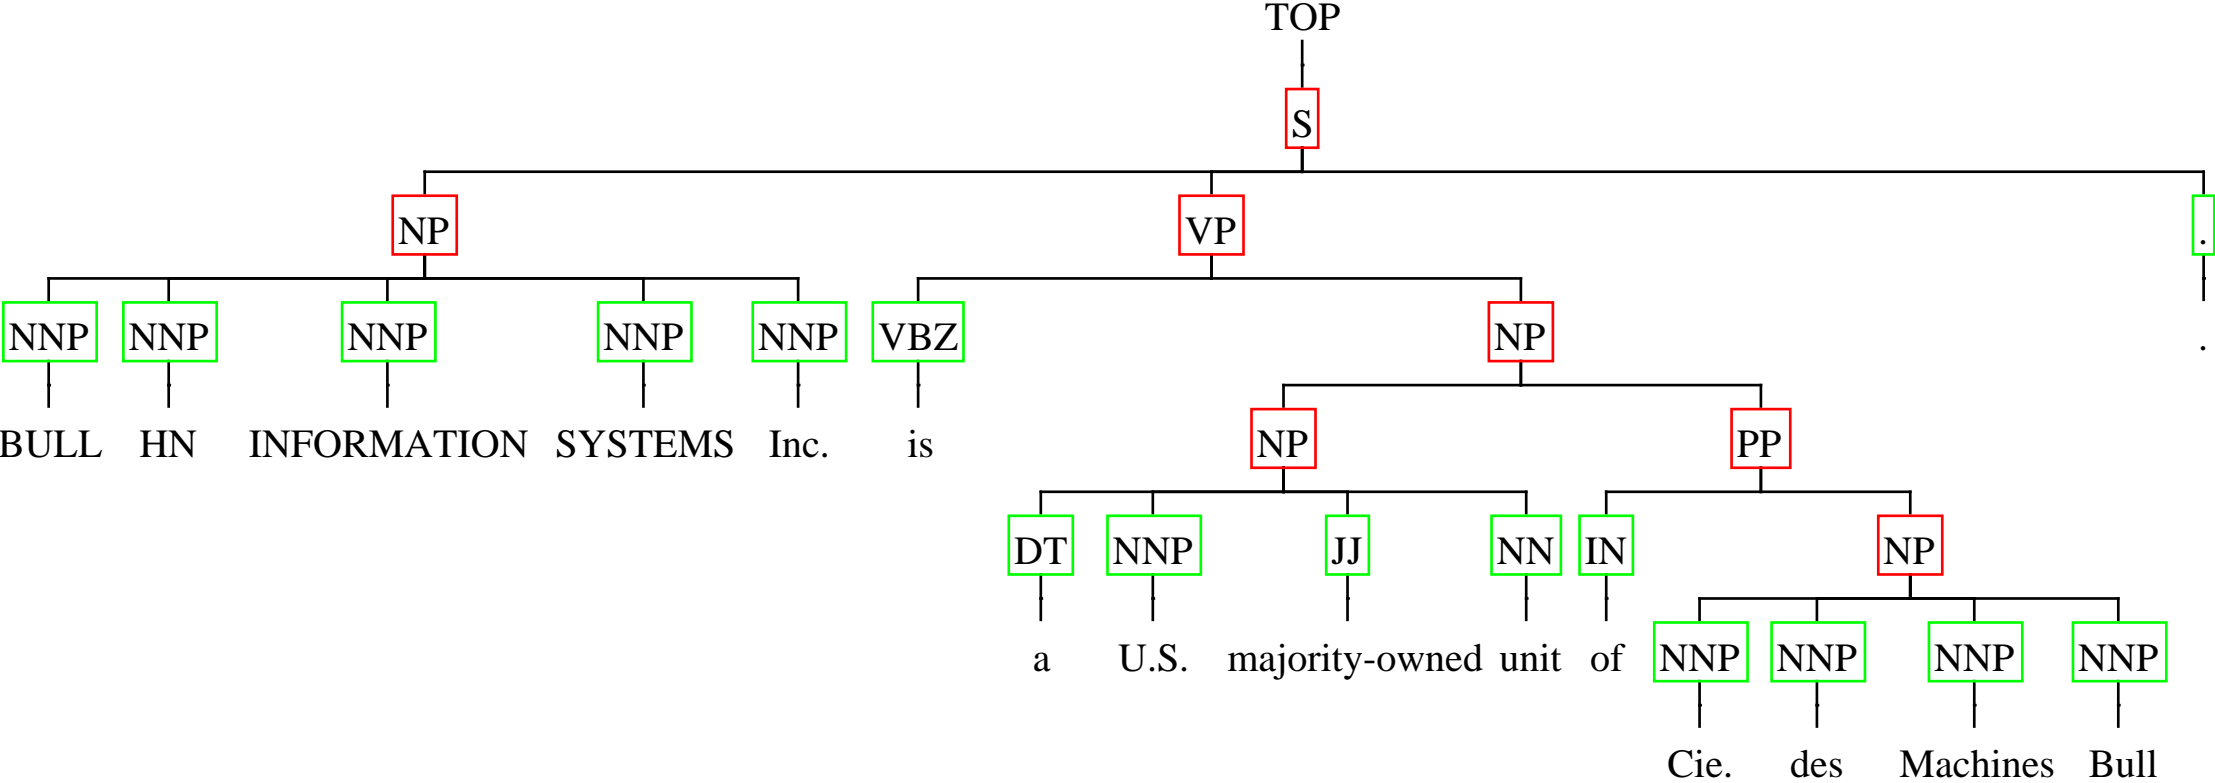 TOP
S
NP VP .
NNP NNP NNP NNP NNP VBZ NP .
BULL HN INFORMATION SYSTEMS Inc. is NP PP
DT NNP JJ NN IN NP
a U.S. majority-owned unit of NNP NNP NNP NNP
Cie. des Machines Bull